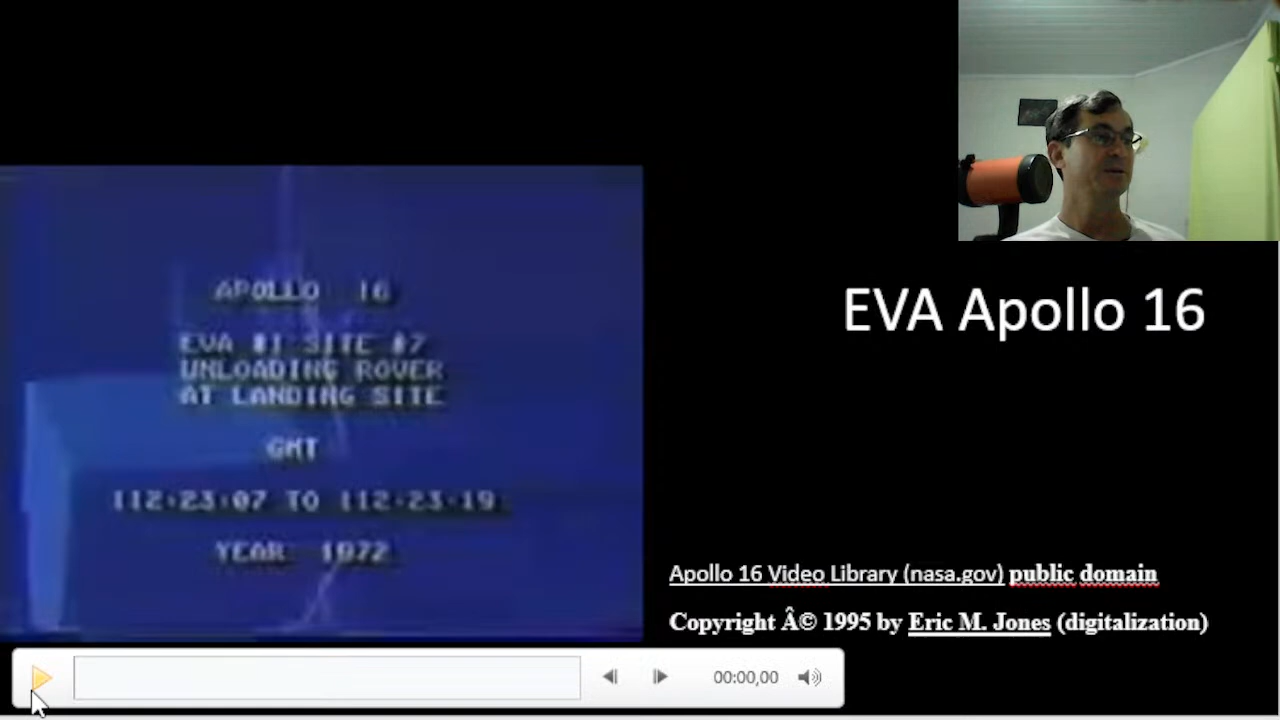 APOLLO 16
EVA #1 SITE #7
UNLOADING ROVER
AT LANDING SITE
GMT
112:23:07 TO 112:23:19
YEAR 1972
EVA Apollo 16
Apollo 16 Video Library (nasa.gov) public domain
Copyright Â© 1995 by Eric M. Jones (digitalization)
00:00,00